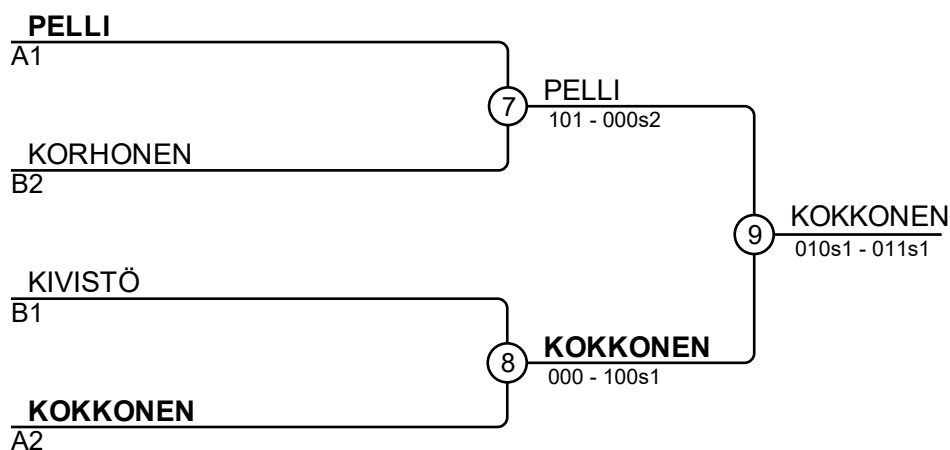 PELLI
A1
7
PELLI
101 - 000s2
KORHONEN
B2
9
KOKKONEN
010s1 - 011s1
KIVISTÖ
B1
8
KOKKONEN
000 - 100s1
KOKKONEN
A2